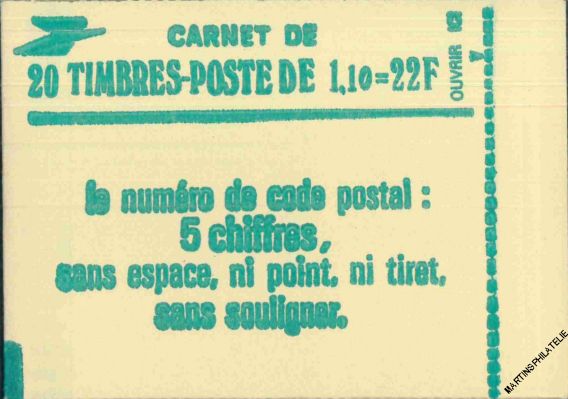 CARNET DE
20 TIMBRES-POSTE DE 1,10=22F
OUVRIR ICI
le numéro de code postal :
5 chiffres,
sans espace, ni point, ni tiret,
sans souligner.
MARTINSPHILATELIE